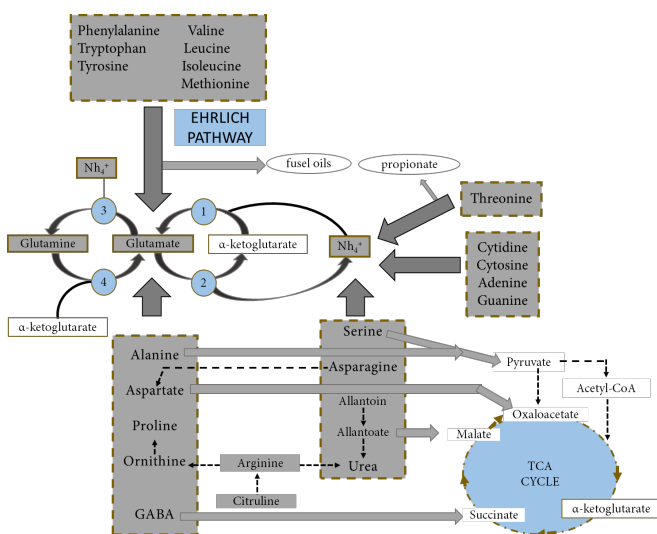 Phenylalanine Valine
Tryptophan Leucine
Tyrosine Isoleucine
Methionine
EHRLICH
PATHWAY
fusel oils
propionate
Nh₄⁺
Threonine
3
1
Glutamine
Glutamate
α-ketoglutarate
Nh₄⁺
Cytidine
Cytosine
Adenine
Guanine
4
2
α-ketoglutarate
Serine
Alanine
Pyruvate
Asparagine
Aspartate
Acetyl-CoA
Allantoin
Oxaloacetate
Proline
Allantoate
Malate
Ornithine
Arginine
Urea
TCA
CYCLE
Citruline
α-ketoglutarate
GABA
Succinate